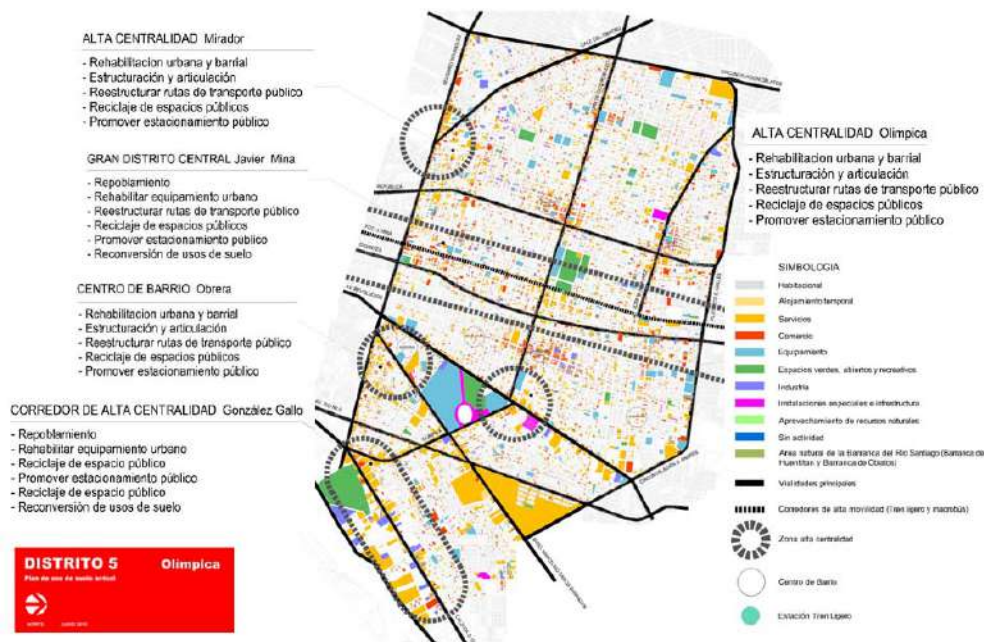 ALTA CENTRALIDAD Mirador
- Rehabilitacion urbana y barrial
- Estructuración y articulación
- Reestructurar rutas de transporte público
- Reciclaje de espacios públicos
- Promover estacionamiento público
GRAN DISTRITO CENTRAL Javier Mina
- Repoblamiento
- Rehabilitar equipamiento urbano
- Reestructurar rutas de transporte público
- Reciclaje de espacios públicos
- Promover estacionamiento público
- Reconversión de usos de suelo
CENTRO DE BARRIO Obrera
- Rehabilitacion urbana y barrial
- Estructuración y articulación
- Reestructurar rutas de transporte público
- Reciclaje de espacios públicos
- Promover estacionamiento público
CORREDOR DE ALTA CENTRALIDAD González Gallo
- Repoblamiento
- Rehabilitar equipamiento urbano
- Reciclaje de espacio público
- Promover estacionamiento público
- Reciclaje de espacio público
- Reconversión de usos de suelo
DISTRITO 5 Olímpica
Plan de uso de suelo actual
NORTE
ALTA CENTRALIDAD Olímpica
- Rehabilitacion urbana y barrial
- Estructuración y articulación
- Reestructurar rutas de transporte público
- Reciclaje de espacios públicos
- Promover estacionamiento público
SIMBOLOGIA
Habitacional
Alojamiento temporal
Servicios
Comercio
Equipamiento
Espacios verdes, abiertos y recreativos
Industria
Instalaciones especiales e infraestructura
Aprovechamiento de recursos naturales
Sin actividad
Area natural de la Barranca del Rio Santiago (Barranca de Huentitan y Barranca de Oblatos)
Vialidades principales
Corredores de alta movilidad (Tren ligero y macrobús)
Zona alta centralidad
Centro de Barrio
Estación Tren Ligero